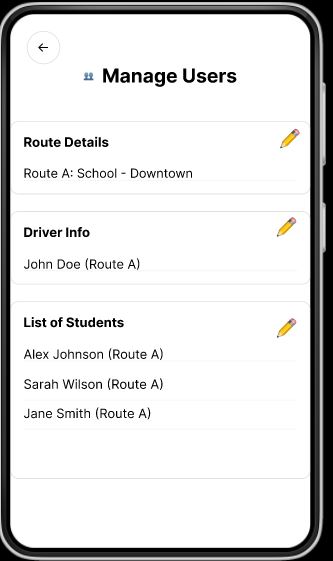 Manage Users
Route Details
Route A: School - Downtown
Driver Info
John Doe (Route A)
List of Students
Alex Johnson (Route A)
Sarah Wilson (Route A)
Jane Smith (Route A)